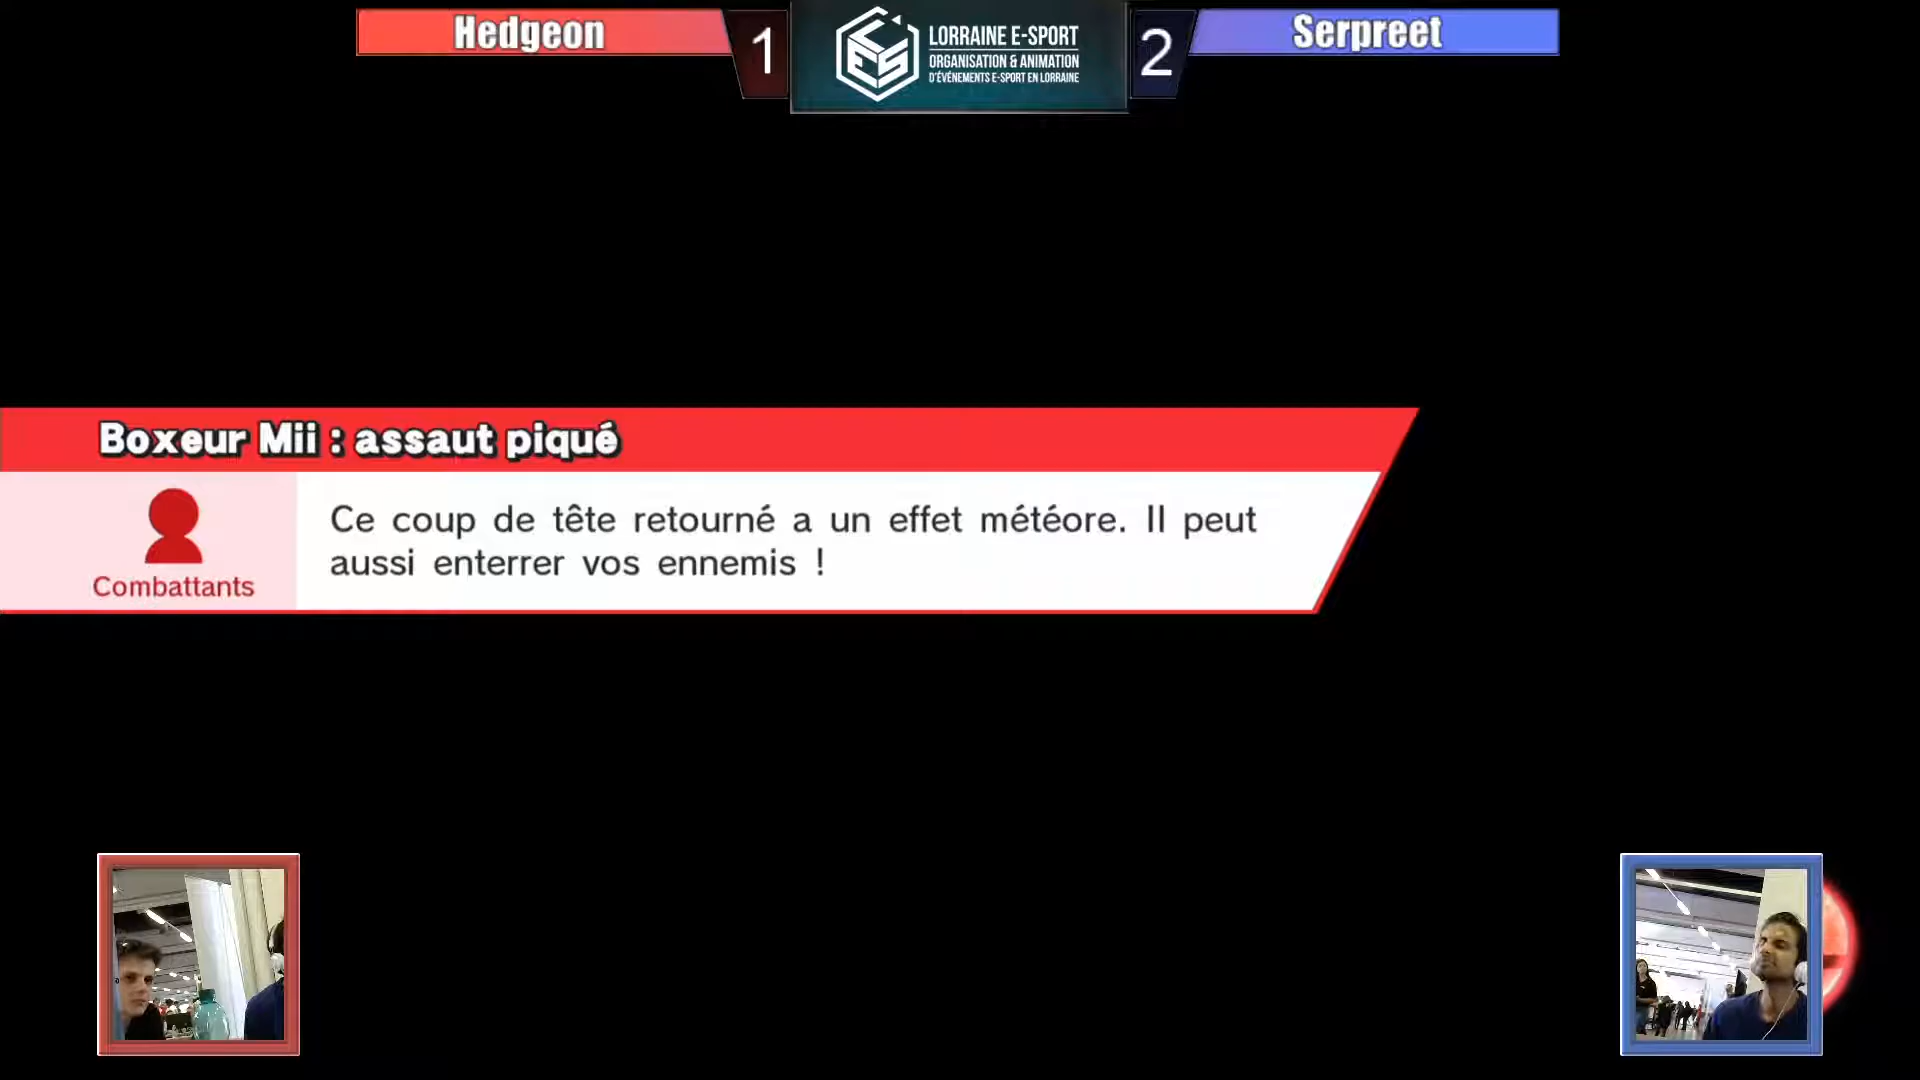 Hedgeon
1
LORRAINE E-SPORT
ORGANISATION & ANIMATION
D'ÉVÉNEMENTS E-SPORT EN LORRAINE
2
Serpreet
Boxeur Mii : assaut piqué
Combattants
Ce coup de tête retourné a un effet météore. Il peut
aussi enterrer vos ennemis !